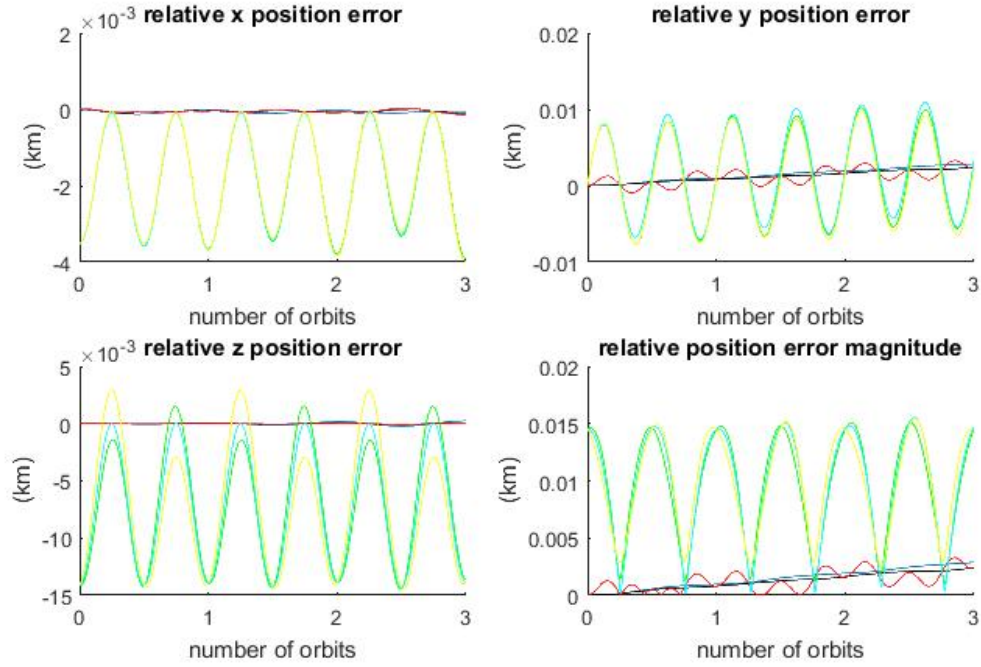 ×10⁻³ relative x position error
2
0
-2
-4
(km)
0 1 2 3
number of orbits
relative y position error
0.02
0.01
0
-0.01
(km)
0 1 2 3
number of orbits
×10⁻³ relative z position error
5
0
-5
-10
-15
(km)
0 1 2 3
number of orbits
relative position error magnitude
0.02
0.015
0.01
0.005
0
(km)
0 1 2 3
number of orbits